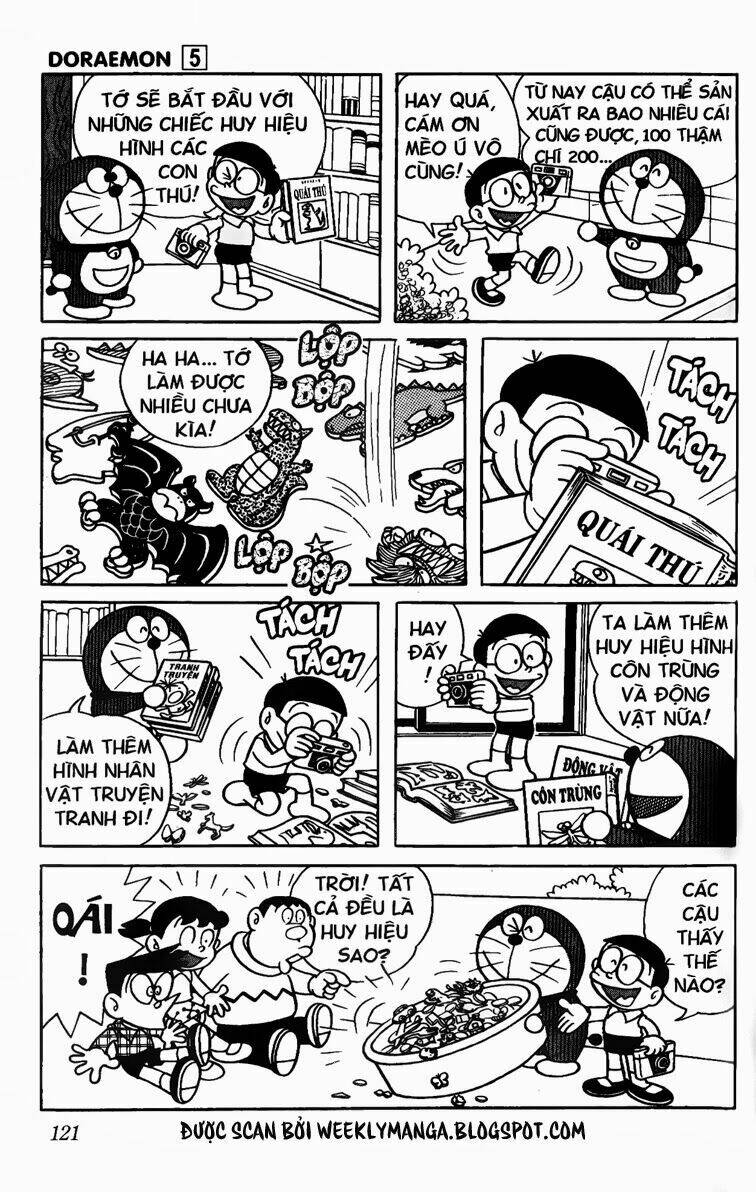 DORAEMON 5
TỚ SẼ BẮT ĐẦU VỚI
NHỮNG CHIẾC HUY HIỆU
HÌNH CÁC
CON
THÚ!
QUÁI THÚ
HAY QUÁ,
CÁM ƠN
MÈO Ú VÔ
CÙNG!
TỪ NAY CẬU CÓ THỂ SẢN
XUẤT RA BAO NHIÊU CÁI
CŨNG ĐƯỢC, 100 THẬM
CHÍ 200...
HA HA... TỚ
LÀM ĐƯỢC
NHIỀU CHƯA
KÌA!
LỘP
BỘP
LỘP
BỘP
TÁCH
TÁCH
QUÁI THÚ
TÁCH
TÁCH
TRANH
TRUYỆN
LÀM THÊM
HÌNH NHÂN
VẬT TRUYỆN
TRANH ĐI!
HAY
ĐẤY
!
TA LÀM THÊM
HUY HIỆU HÌNH
CÔN TRÙNG
VÀ ĐỘNG
VẬT NỮA!
ĐỘNG VẬT
CÔN TRÙNG
OÁI
!
TRỜI! TẤT
CẢ ĐỀU LÀ
HUY HIỆU
SAO?
CÁC
CẬU
THẤY
THẾ
NÀO?
121
ĐƯỢC SCAN BỞI WEEKLYMANGA.BLOGSPOT.COM